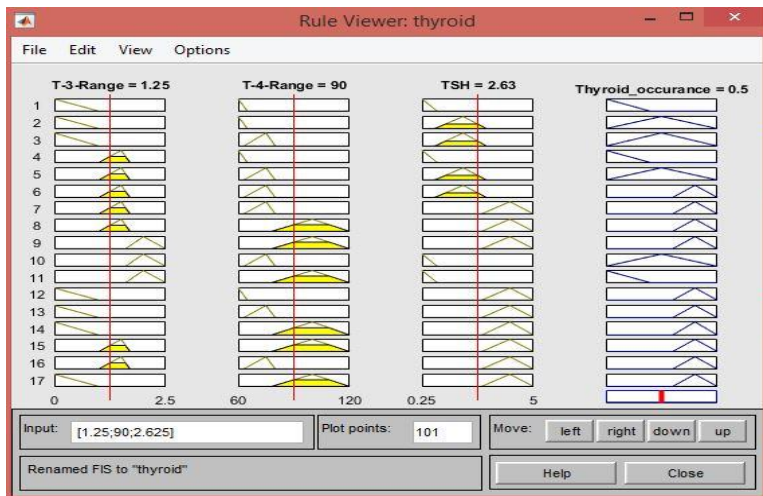 Rule Viewer: thyroid
File Edit View Options
T-3-Range = 1.25 T-4-Range = 90 TSH = 2.63 Thyroid_occurance = 0.5
1
2
3
4
5
6
7
8
9
10
11
12
13
14
15
16
17
0 2.5 60 120 0.25 5
Input: [1.25;90;2.625] Plot points: 101 Move: left right down up
Renamed FIS to "thyroid" Help Close